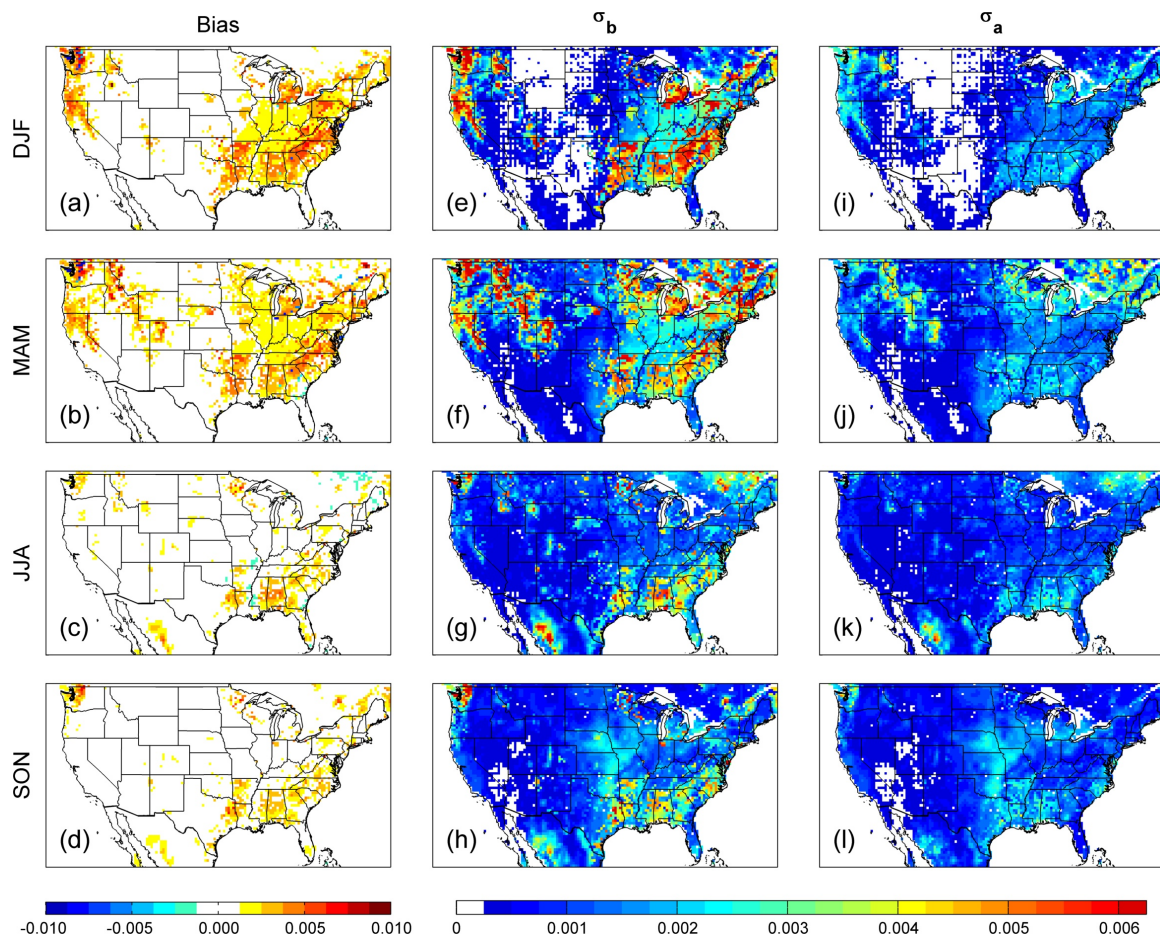 Bias σb σa
DJF (a) (e) (i)
MAM (b) (f) (j)
JJA (c) (g) (k)
SON (d) (h) (l)
-0.010 -0.005 0.000 0.005 0.010 0 0.001 0.002 0.003 0.004 0.005 0.006